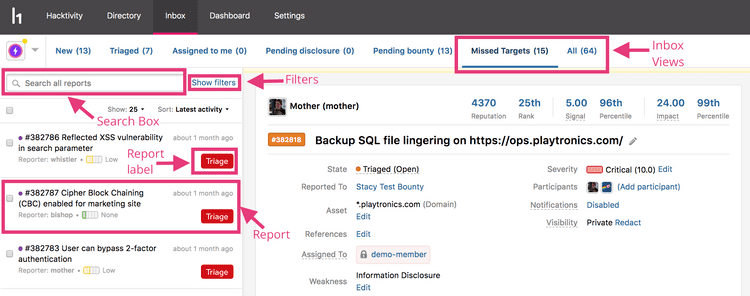 h1 Hacktivity Directory Inbox Dashboard Settings
New (13) Triaged (7) Assigned to me (0) Pending disclosure (0) Pending bounty (13) Missed Targets (15) All (64)
Inbox
Views
Search all reports
Show filters
Filters
Search Box
Show: 25 Sort: Latest activity
#382786 Reflected XSS vulnerability
in search parameter
about 1 month ago
Reporter: whistler • Low
Triage
Report
label
#382787 Cipher Block Chaining
(CBC) enabled for marketing site
about 1 month ago
Reporter: bishop • None
Triage
Report
#382783 User can bypass 2-factor
authentication
about 1 month ago
Reporter: mother • Low
Triage
Mother (mother)
4370 25th 5.00 96th 24.00 99th
Reputation Rank Signal Percentile Impact Percentile
#382818 Backup SQL file lingering on https://ops.playtronics.com/
State Triaged (Open)
Reported To Stacy Test Bounty
Asset *.playtronics.com (Domain)
Edit
References Edit
Assigned To demo-member
Weakness Information Disclosure
Edit
Severity Critical (10.0) Edit
Participants (Add participant)
Notifications Disabled
Visibility Private Redact